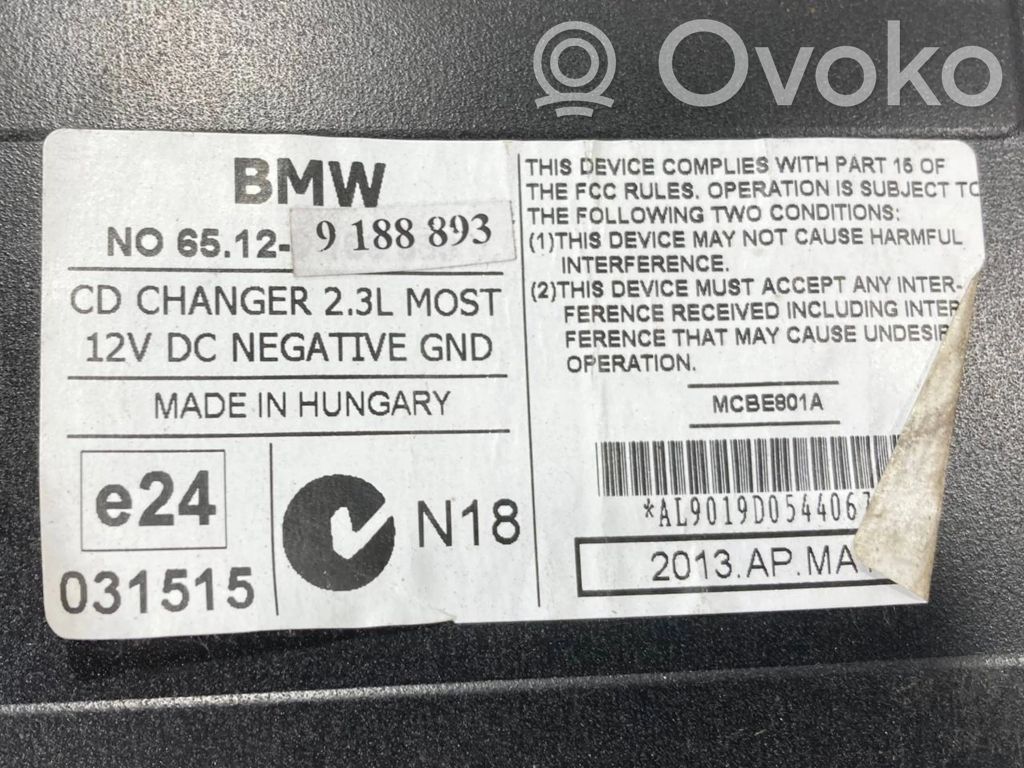 Ovoko
BMW
NO 65.12-9 188 893
CD CHANGER 2.3L MOST
12V DC NEGATIVE GND
MADE IN HUNGARY
e24
031515
N18
THIS DEVICE COMPLIES WITH PART 15 OF
THE FCC RULES. OPERATION IS SUBJECT TO
THE FOLLOWING TWO CONDITIONS:
(1)THIS DEVICE MAY NOT CAUSE HARMFUL
INTERFERENCE.
(2)THIS DEVICE MUST ACCEPT ANY INTER-
FERENCE RECEIVED INCLUDING INTER
FERENCE THAT MAY CAUSE UNDESIR
OPERATION.
MCBE801A
*AL9019D054406
2013.AP.MA